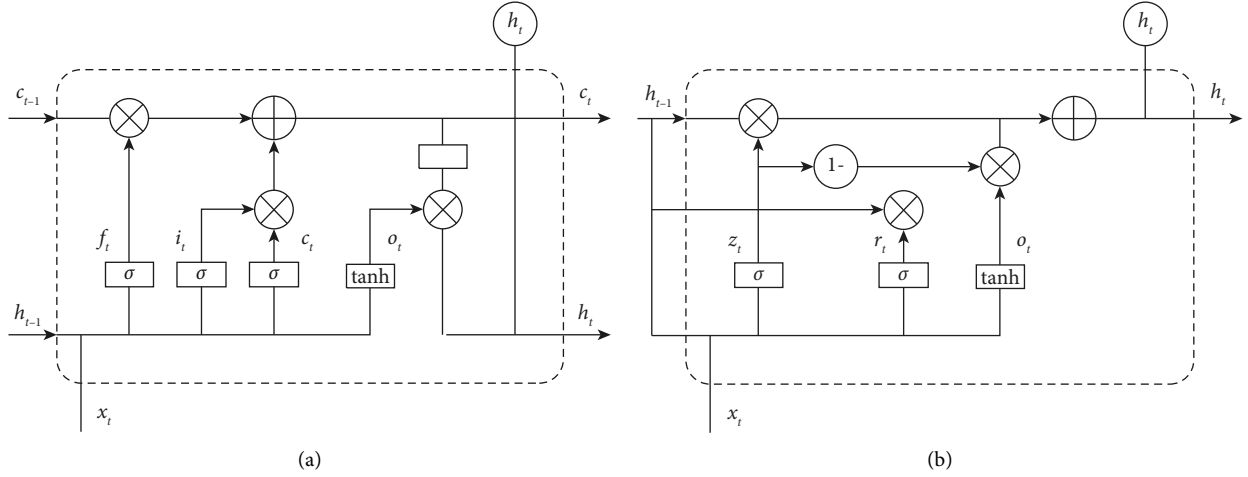 h_t
c_{t-1}
c_t
f_t
i_t
c_t
o_t
σ
σ
σ
tanh
h_{t-1}
h_t
x_t
(a)
h_t
h_{t-1}
h_t
1-
z_t
r_t
o_t
σ
σ
tanh
x_t
(b)